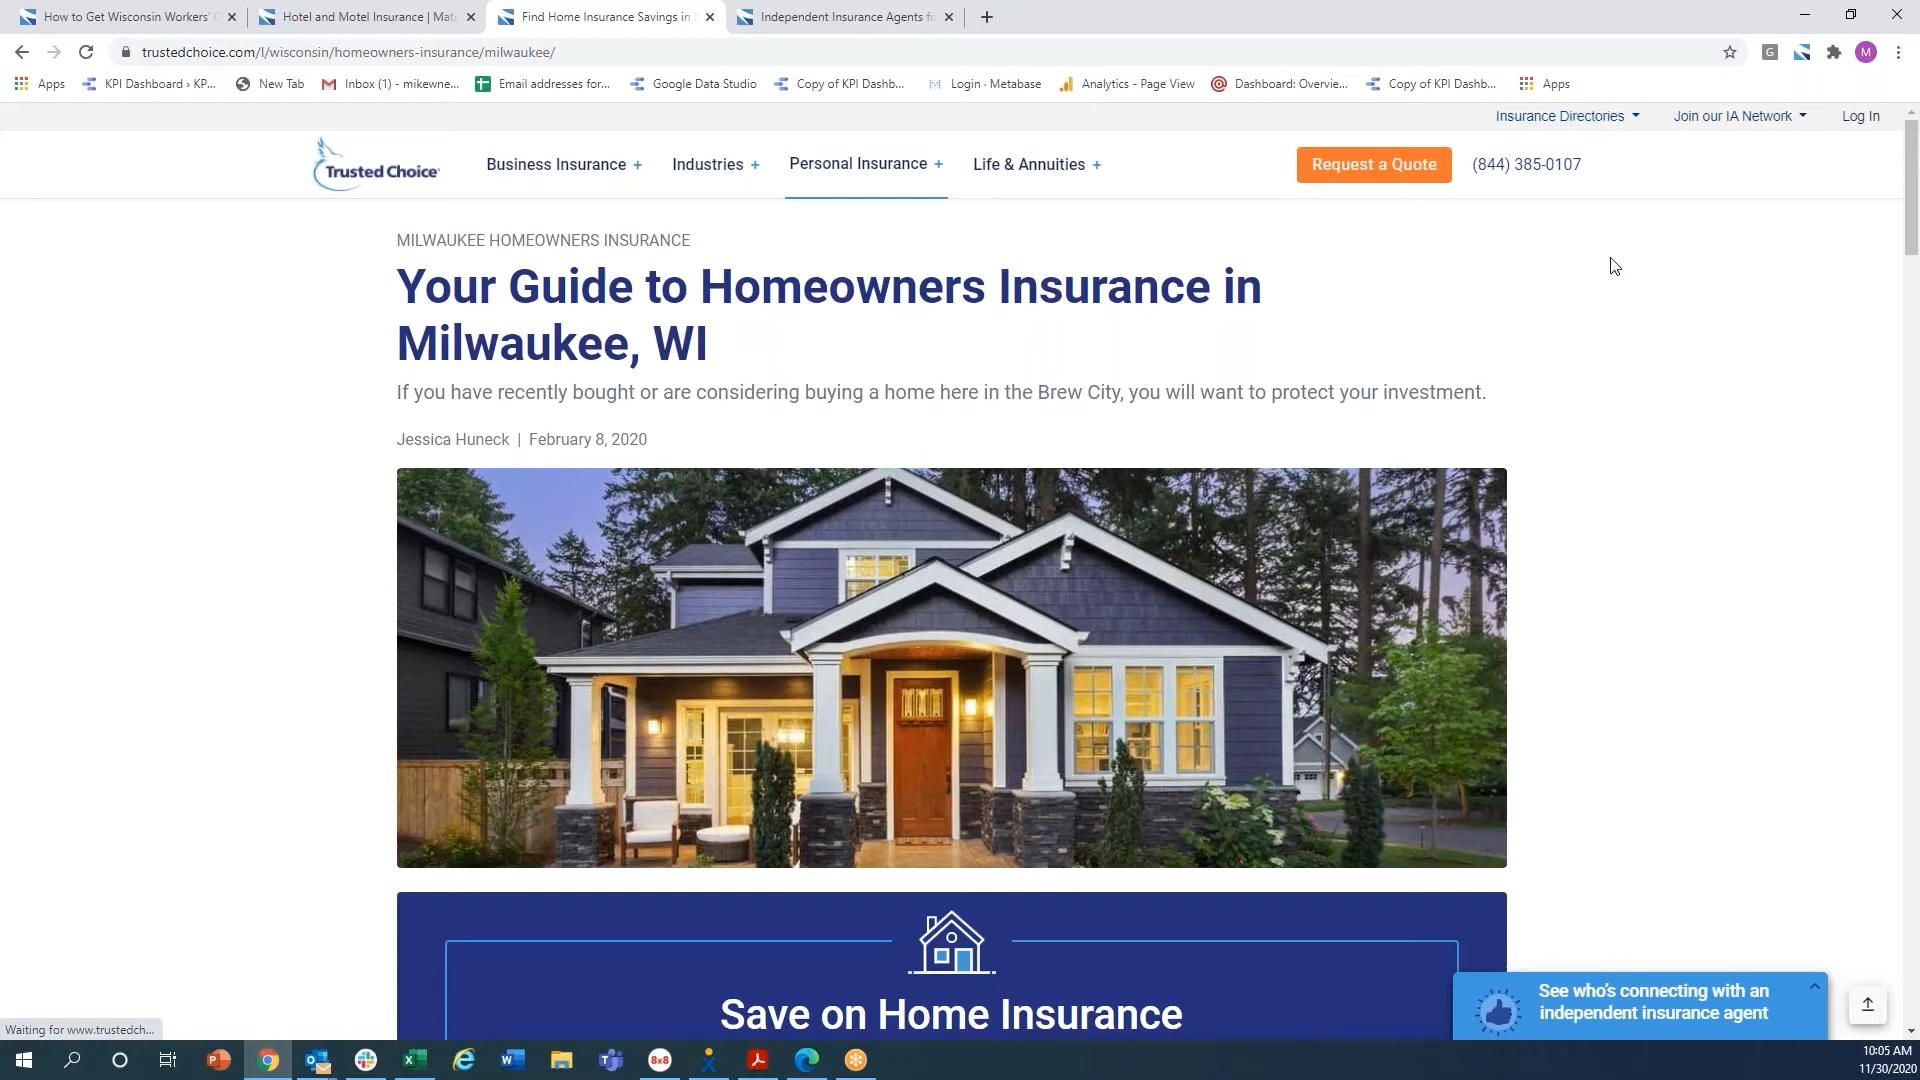 How to Get Wisconsin Workers'
Hotel and Motel Insurance | Mat
Find Home Insurance Savings in
Independent Insurance Agents fo
trustedchoice.com/l/wisconsin/homeowners-insurance/milwaukee/
G
M
Apps
KPI Dashboard › KP...
New Tab
Inbox (1) - mikewne...
Email addresses for...
Google Data Studio
Copy of KPI Dashb...
Login · Metabase
Analytics - Page View
Dashboard: Overvie...
Copy of KPI Dashb...
Apps
Insurance Directories
Join our IA Network
Log In
Trusted Choice
Business Insurance +
Industries +
Personal Insurance +
Life & Annuities +
Request a Quote
(844) 385-0107
MILWAUKEE HOMEOWNERS INSURANCE
Your Guide to Homeowners Insurance in
Milwaukee, WI
If you have recently bought or are considering buying a home here in the Brew City, you will want to protect your investment.
Jessica Huneck | February 8, 2020
Save on Home Insurance
See who's connecting with an
independent insurance agent
Waiting for www.trustedch...
8x8
10:05 AM
11/30/2020